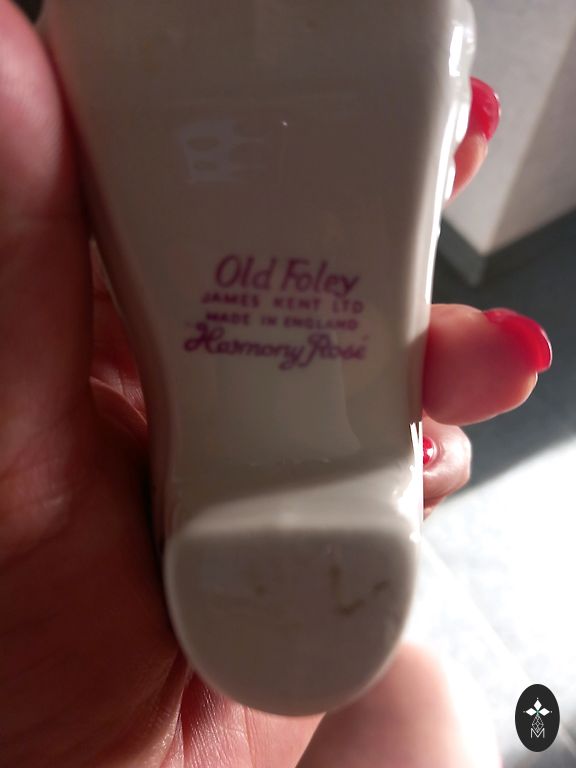 Old Foley
JAMES KENT LTD
MADE IN ENGLAND
Harmony Rosé
M